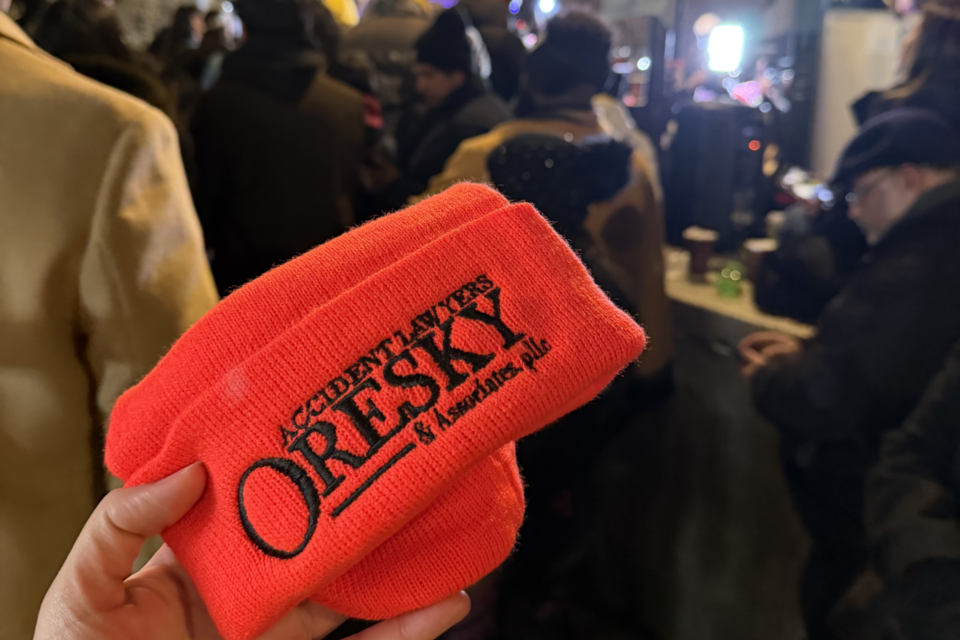 ACCIDENT LAWYERS
ORESKY
& Associates, pllc